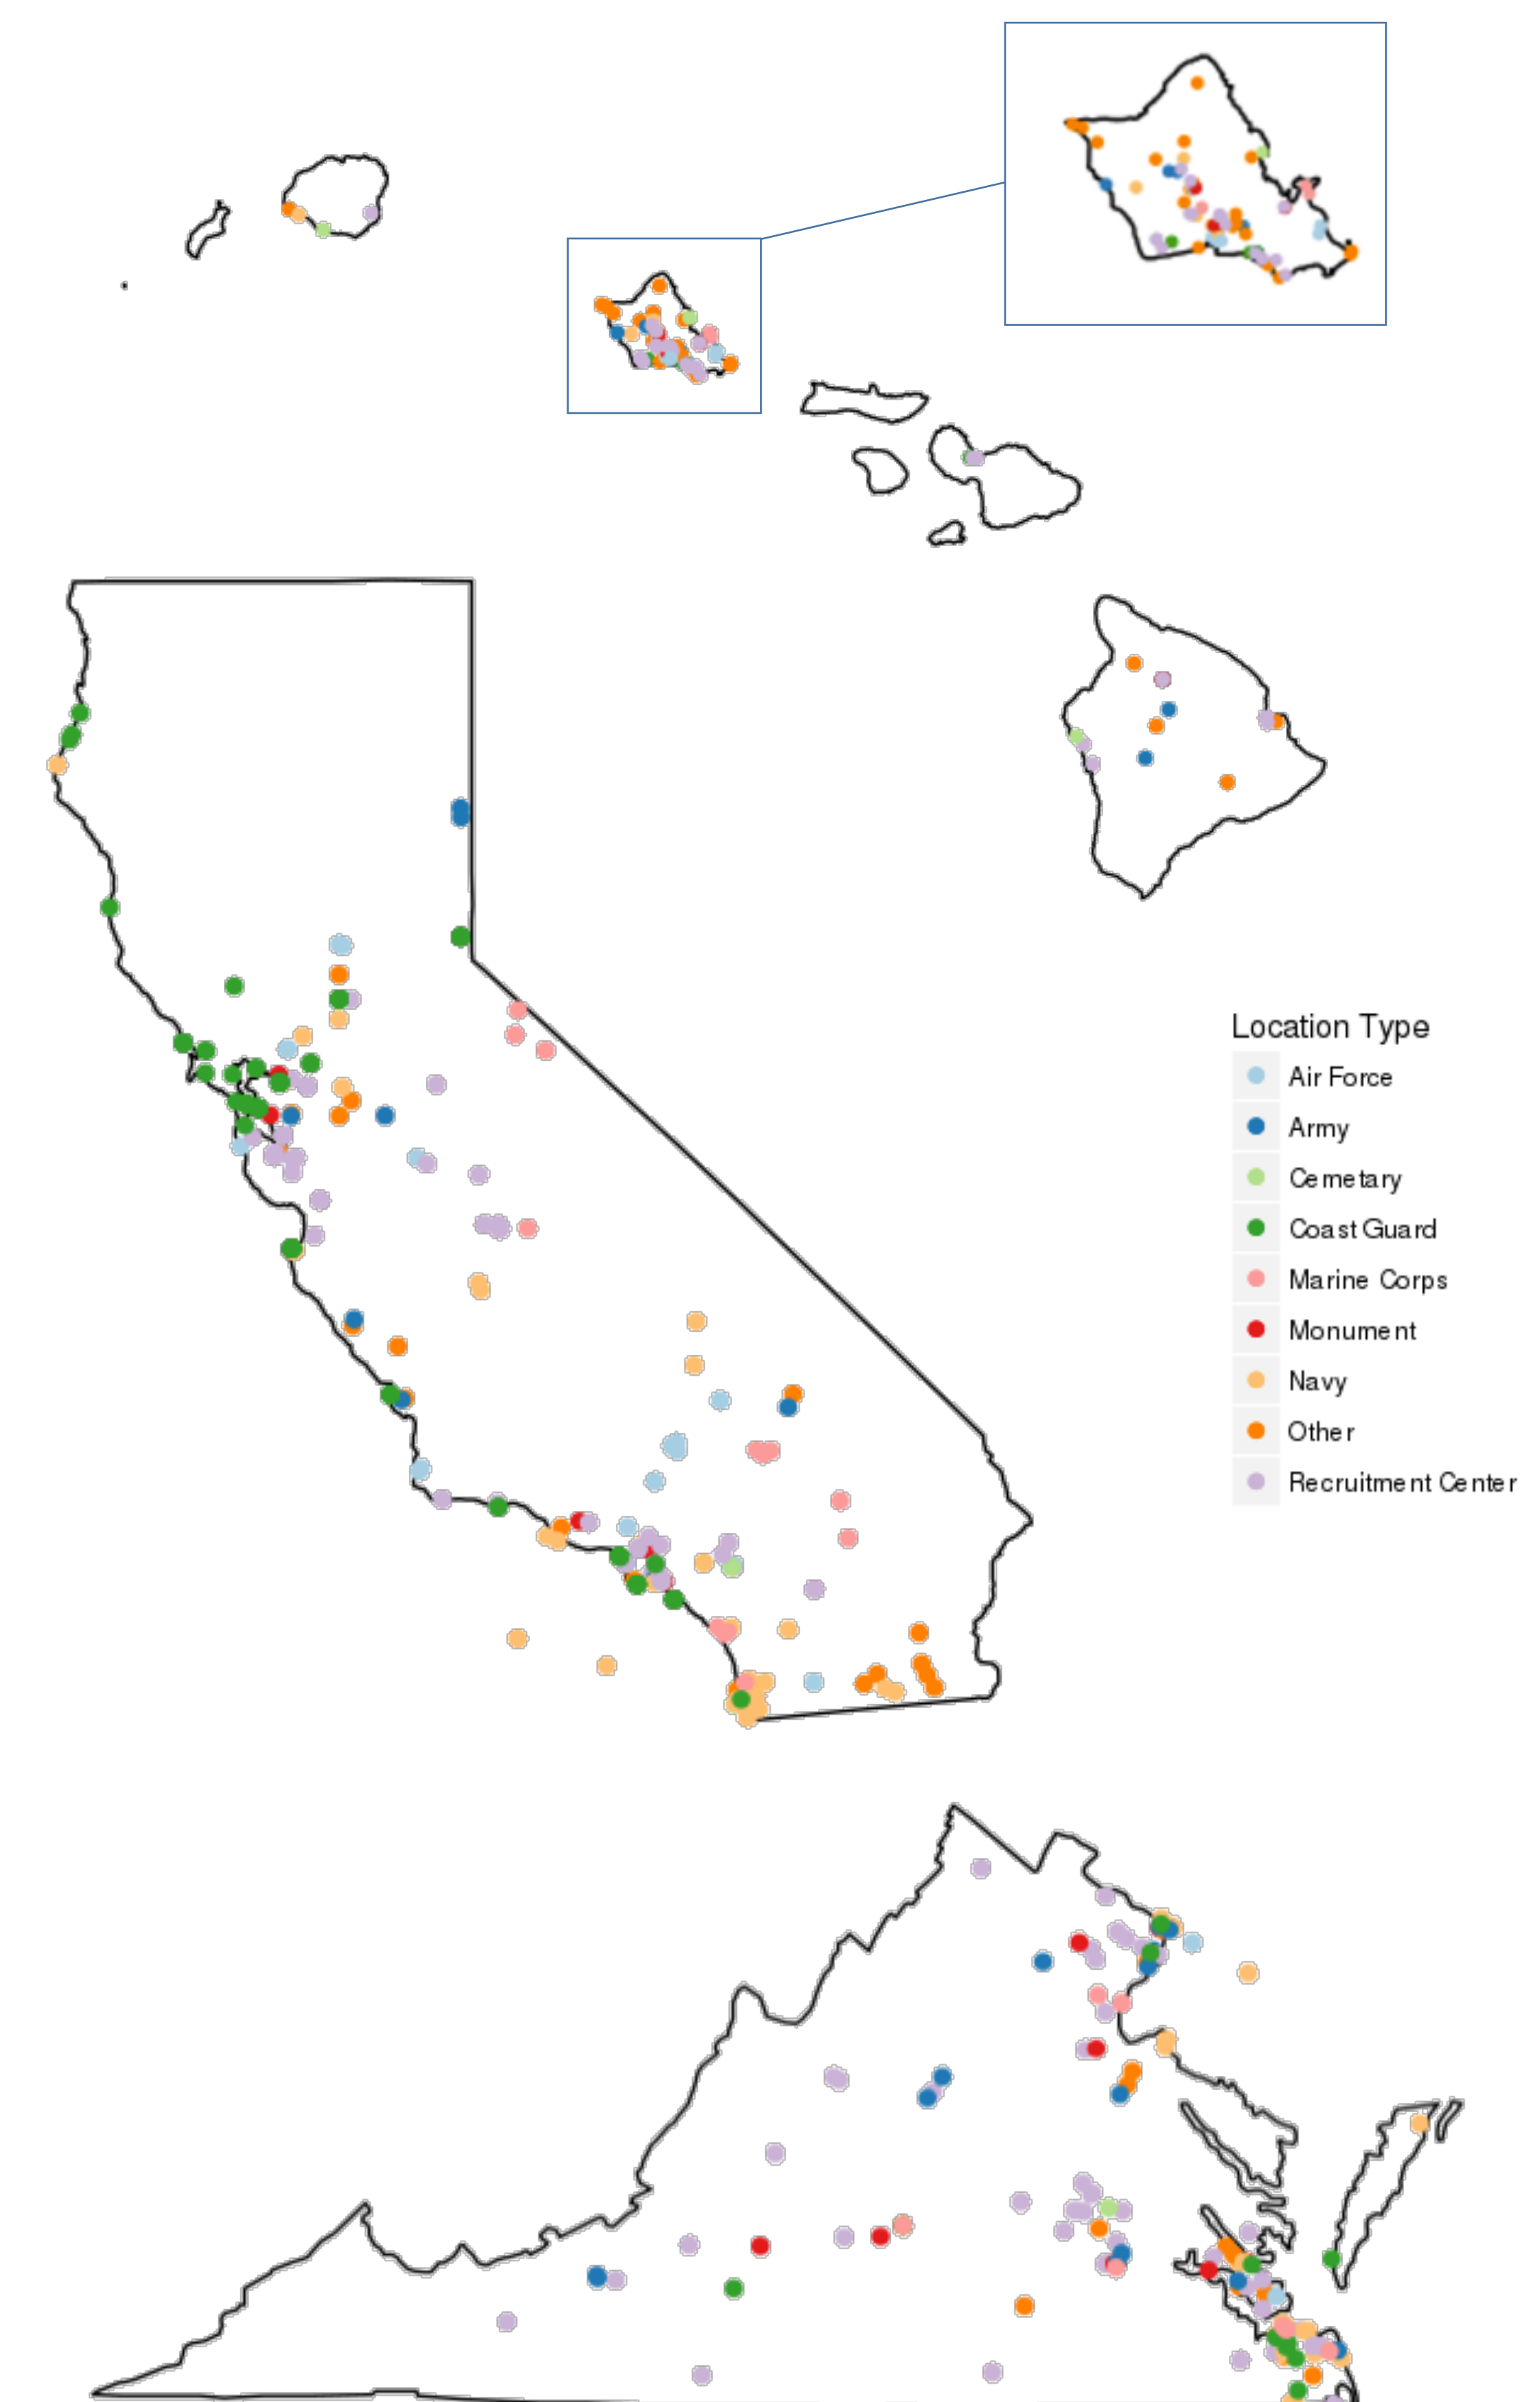 Location Type
Air Force
Army
Cemetary
Coast Guard
Marine Corps
Monument
Navy
Other
Recruitment Center